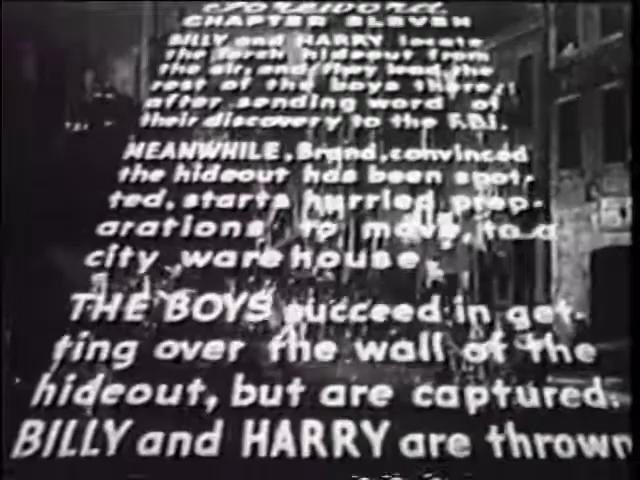 Foreword
CHAPTER ELEVEN
BILLY and HARRY locate
the Torch hideout from
the air, and they lead the
rest of the boys there,
after sending word of
their discovery to the F.B.I.
MEANWHILE, Brand, convinced
the hideout has been spot-
ted, starts hurried prep-
arations to move, to a
city warehouse.
THE BOYS succeed in get-
ting over the wall of the
hideout, but are captured.
BILLY and HARRY are thrown